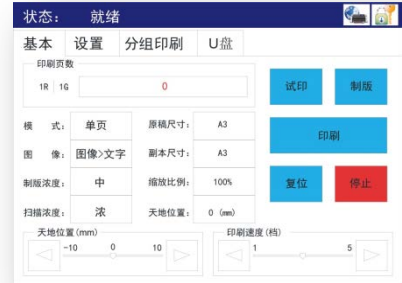 状态： 就绪
基本 设置 分组印刷 U盘
印刷页数
1R 1G 0 试印 制版
模 式： 单页 原稿尺寸： A3
印刷
图 像： 图像>文字 副本尺寸： A3
制版浓度： 中 缩放比例： 100% 复位 停止
扫描浓度： 浓 天地位置： 0 (mm)
天地位置(mm) 印刷速度(档)
-10 0 10 1 5